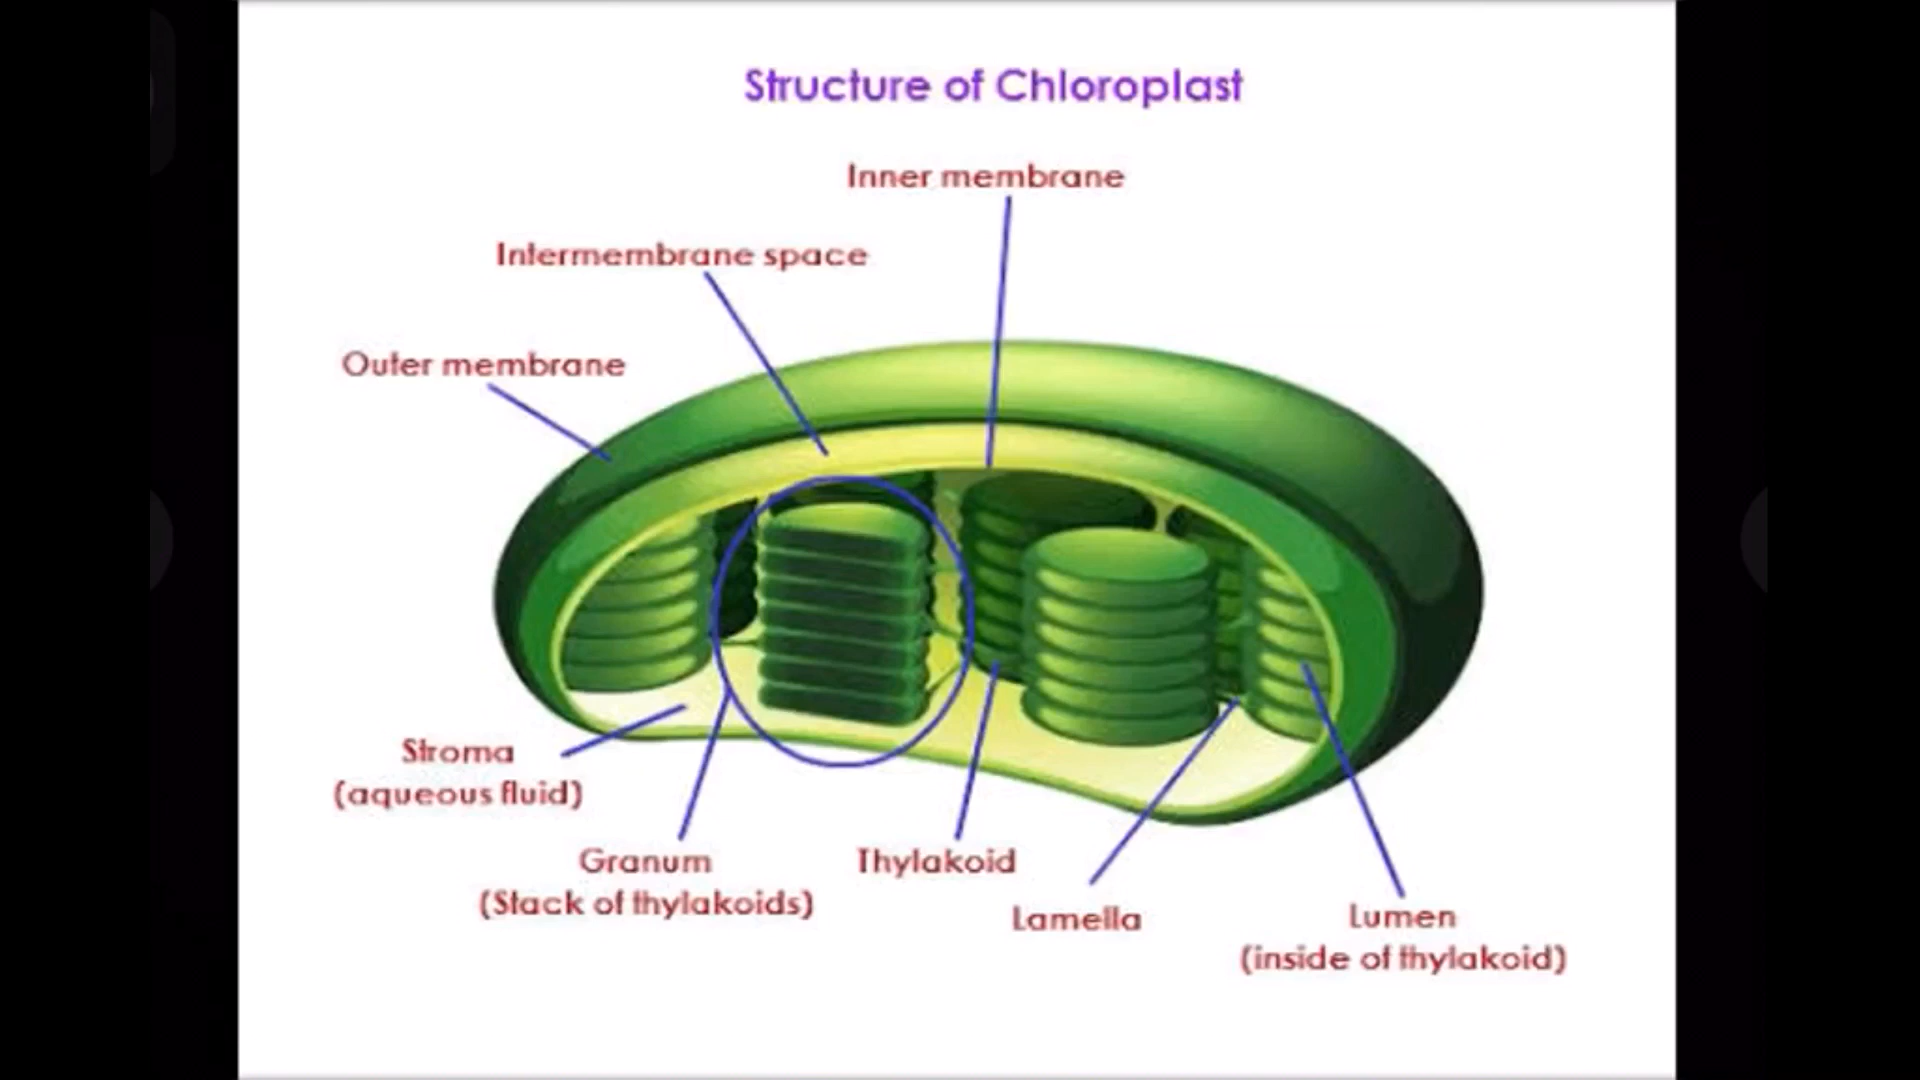 Structure of Chloroplast
Inner membrane
Intermembrane space
Outer membrane
Stroma
(aqueous fluid)
Granum
(Stack of thylakoids)
Thylakoid
Lamella
Lumen
(inside of thylakoid)